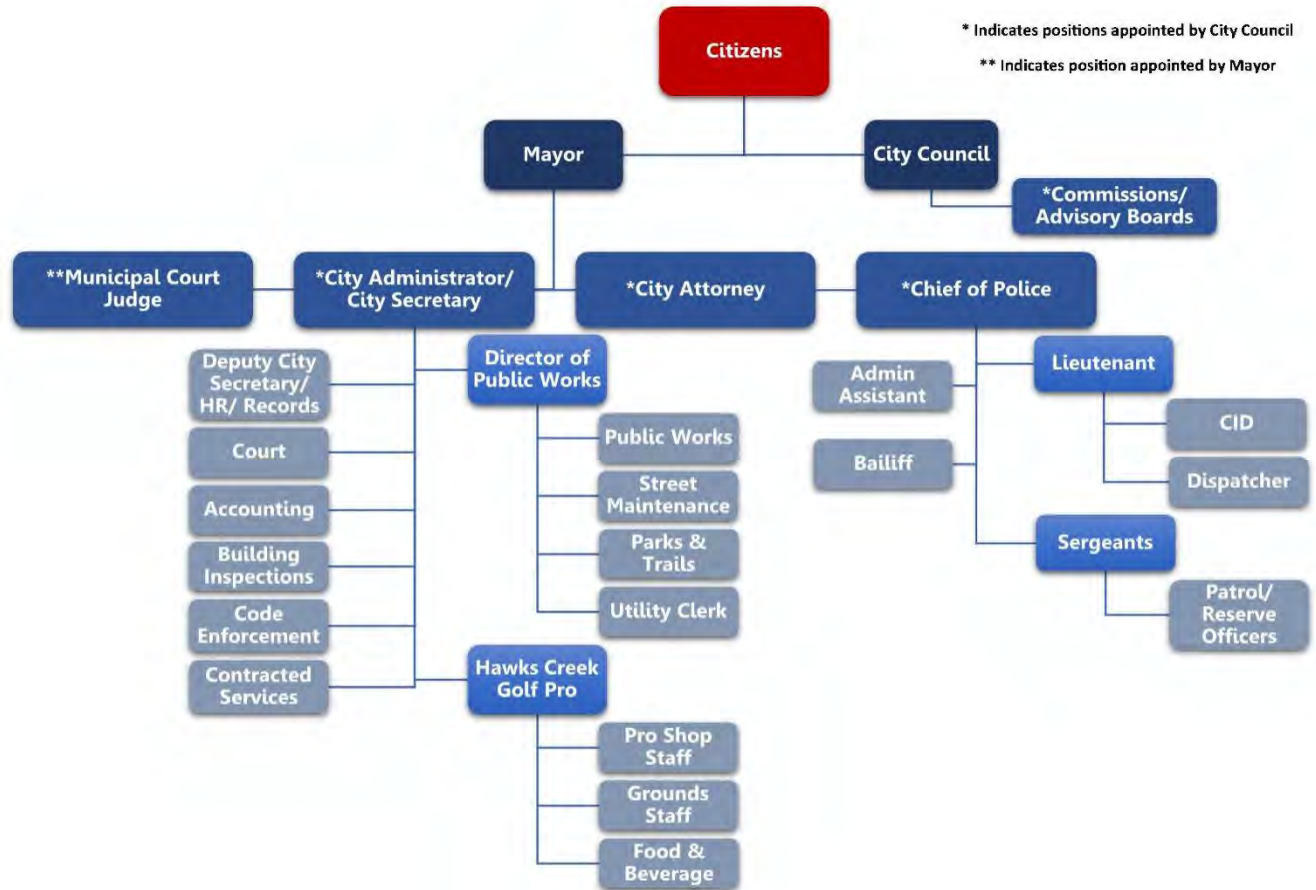 Citizens
* Indicates positions appointed by City Council
** Indicates position appointed by Mayor
Mayor
City Council
*Commissions/
Advisory Boards
**Municipal Court
Judge
*City Administrator/
City Secretary
*City Attorney
*Chief of Police
Deputy City
Secretary/
HR/ Records
Court
Accounting
Building
Inspections
Code
Enforcement
Contracted
Services
Director of
Public Works
Public Works
Street
Maintenance
Parks &
Trails
Utility Clerk
Hawks Creek
Golf Pro
Pro Shop
Staff
Grounds
Staff
Food &
Beverage
Admin
Assistant
Bailiff
Lieutenant
CID
Dispatcher
Sergeants
Patrol/
Reserve
Officers